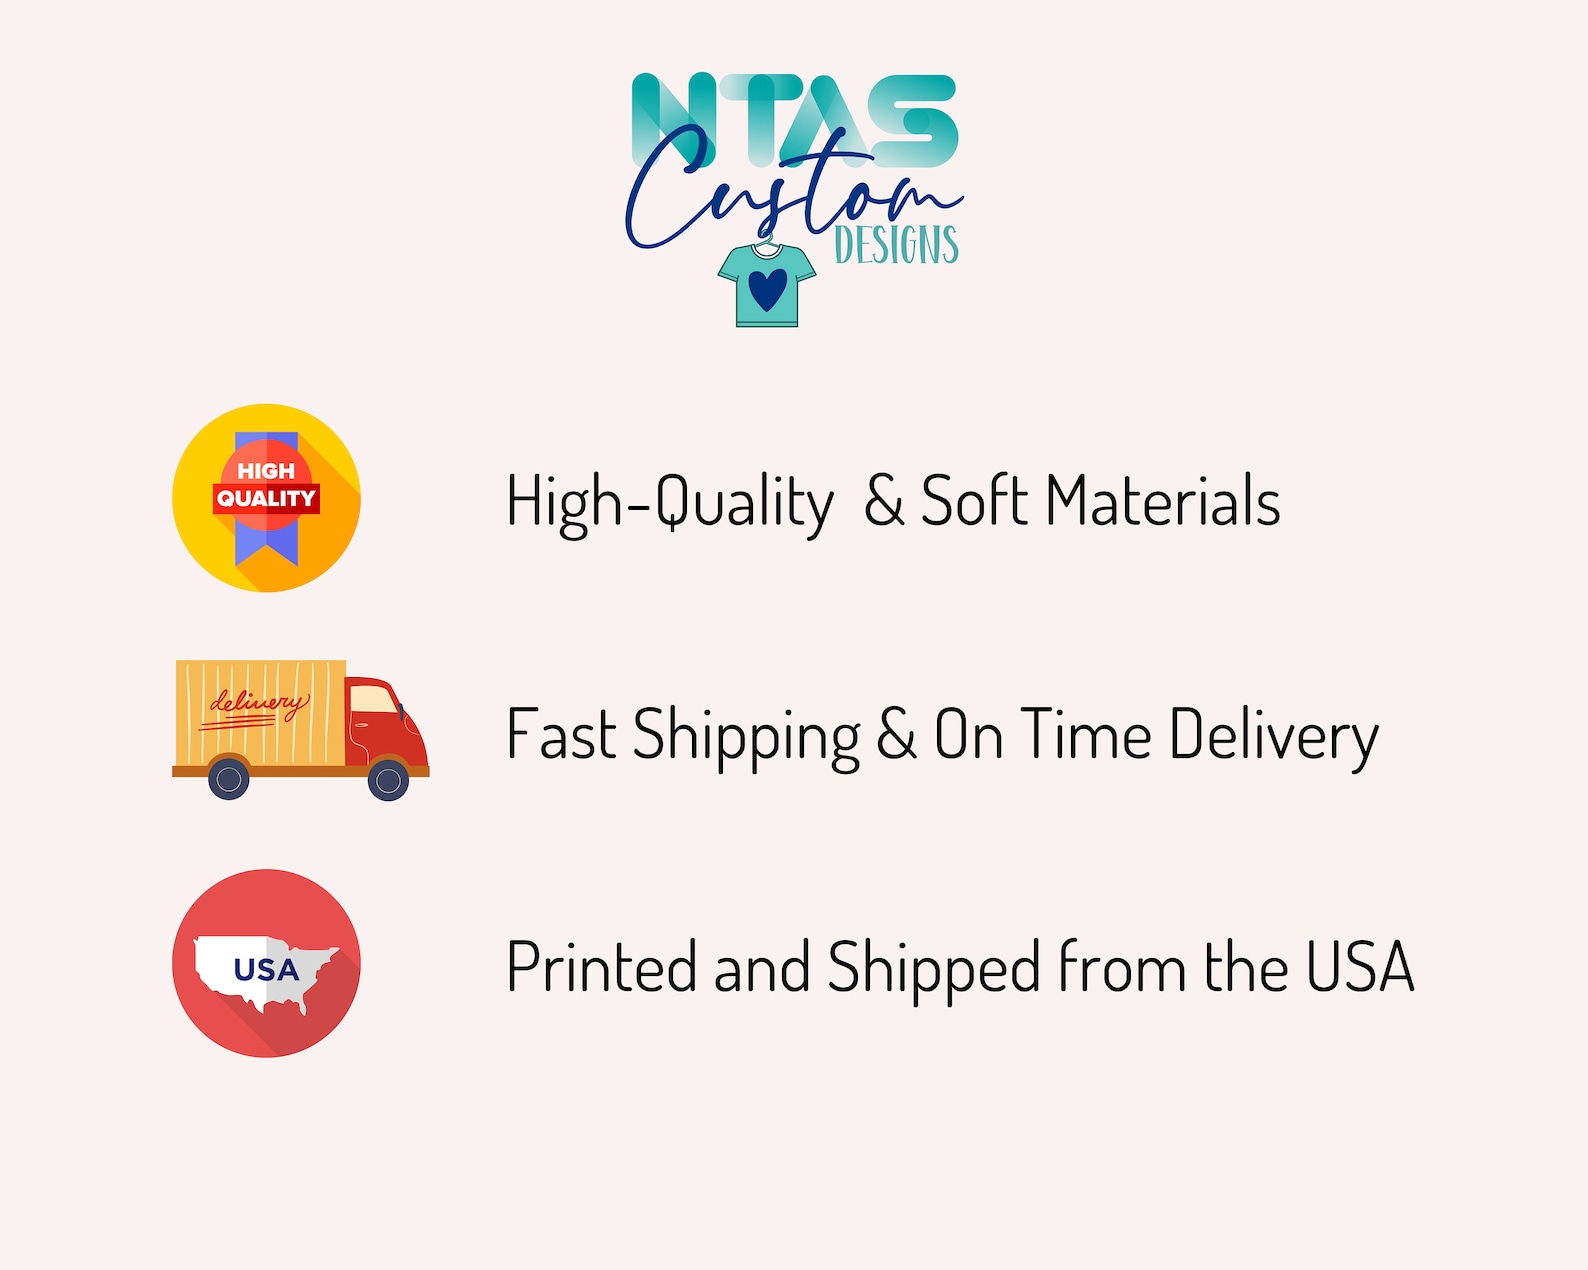 NTAS
Custom
DESIGNS
HIGH
QUALITY
High-Quality & Soft Materials
delivery
Fast Shipping & On Time Delivery
USA
Printed and Shipped from the USA